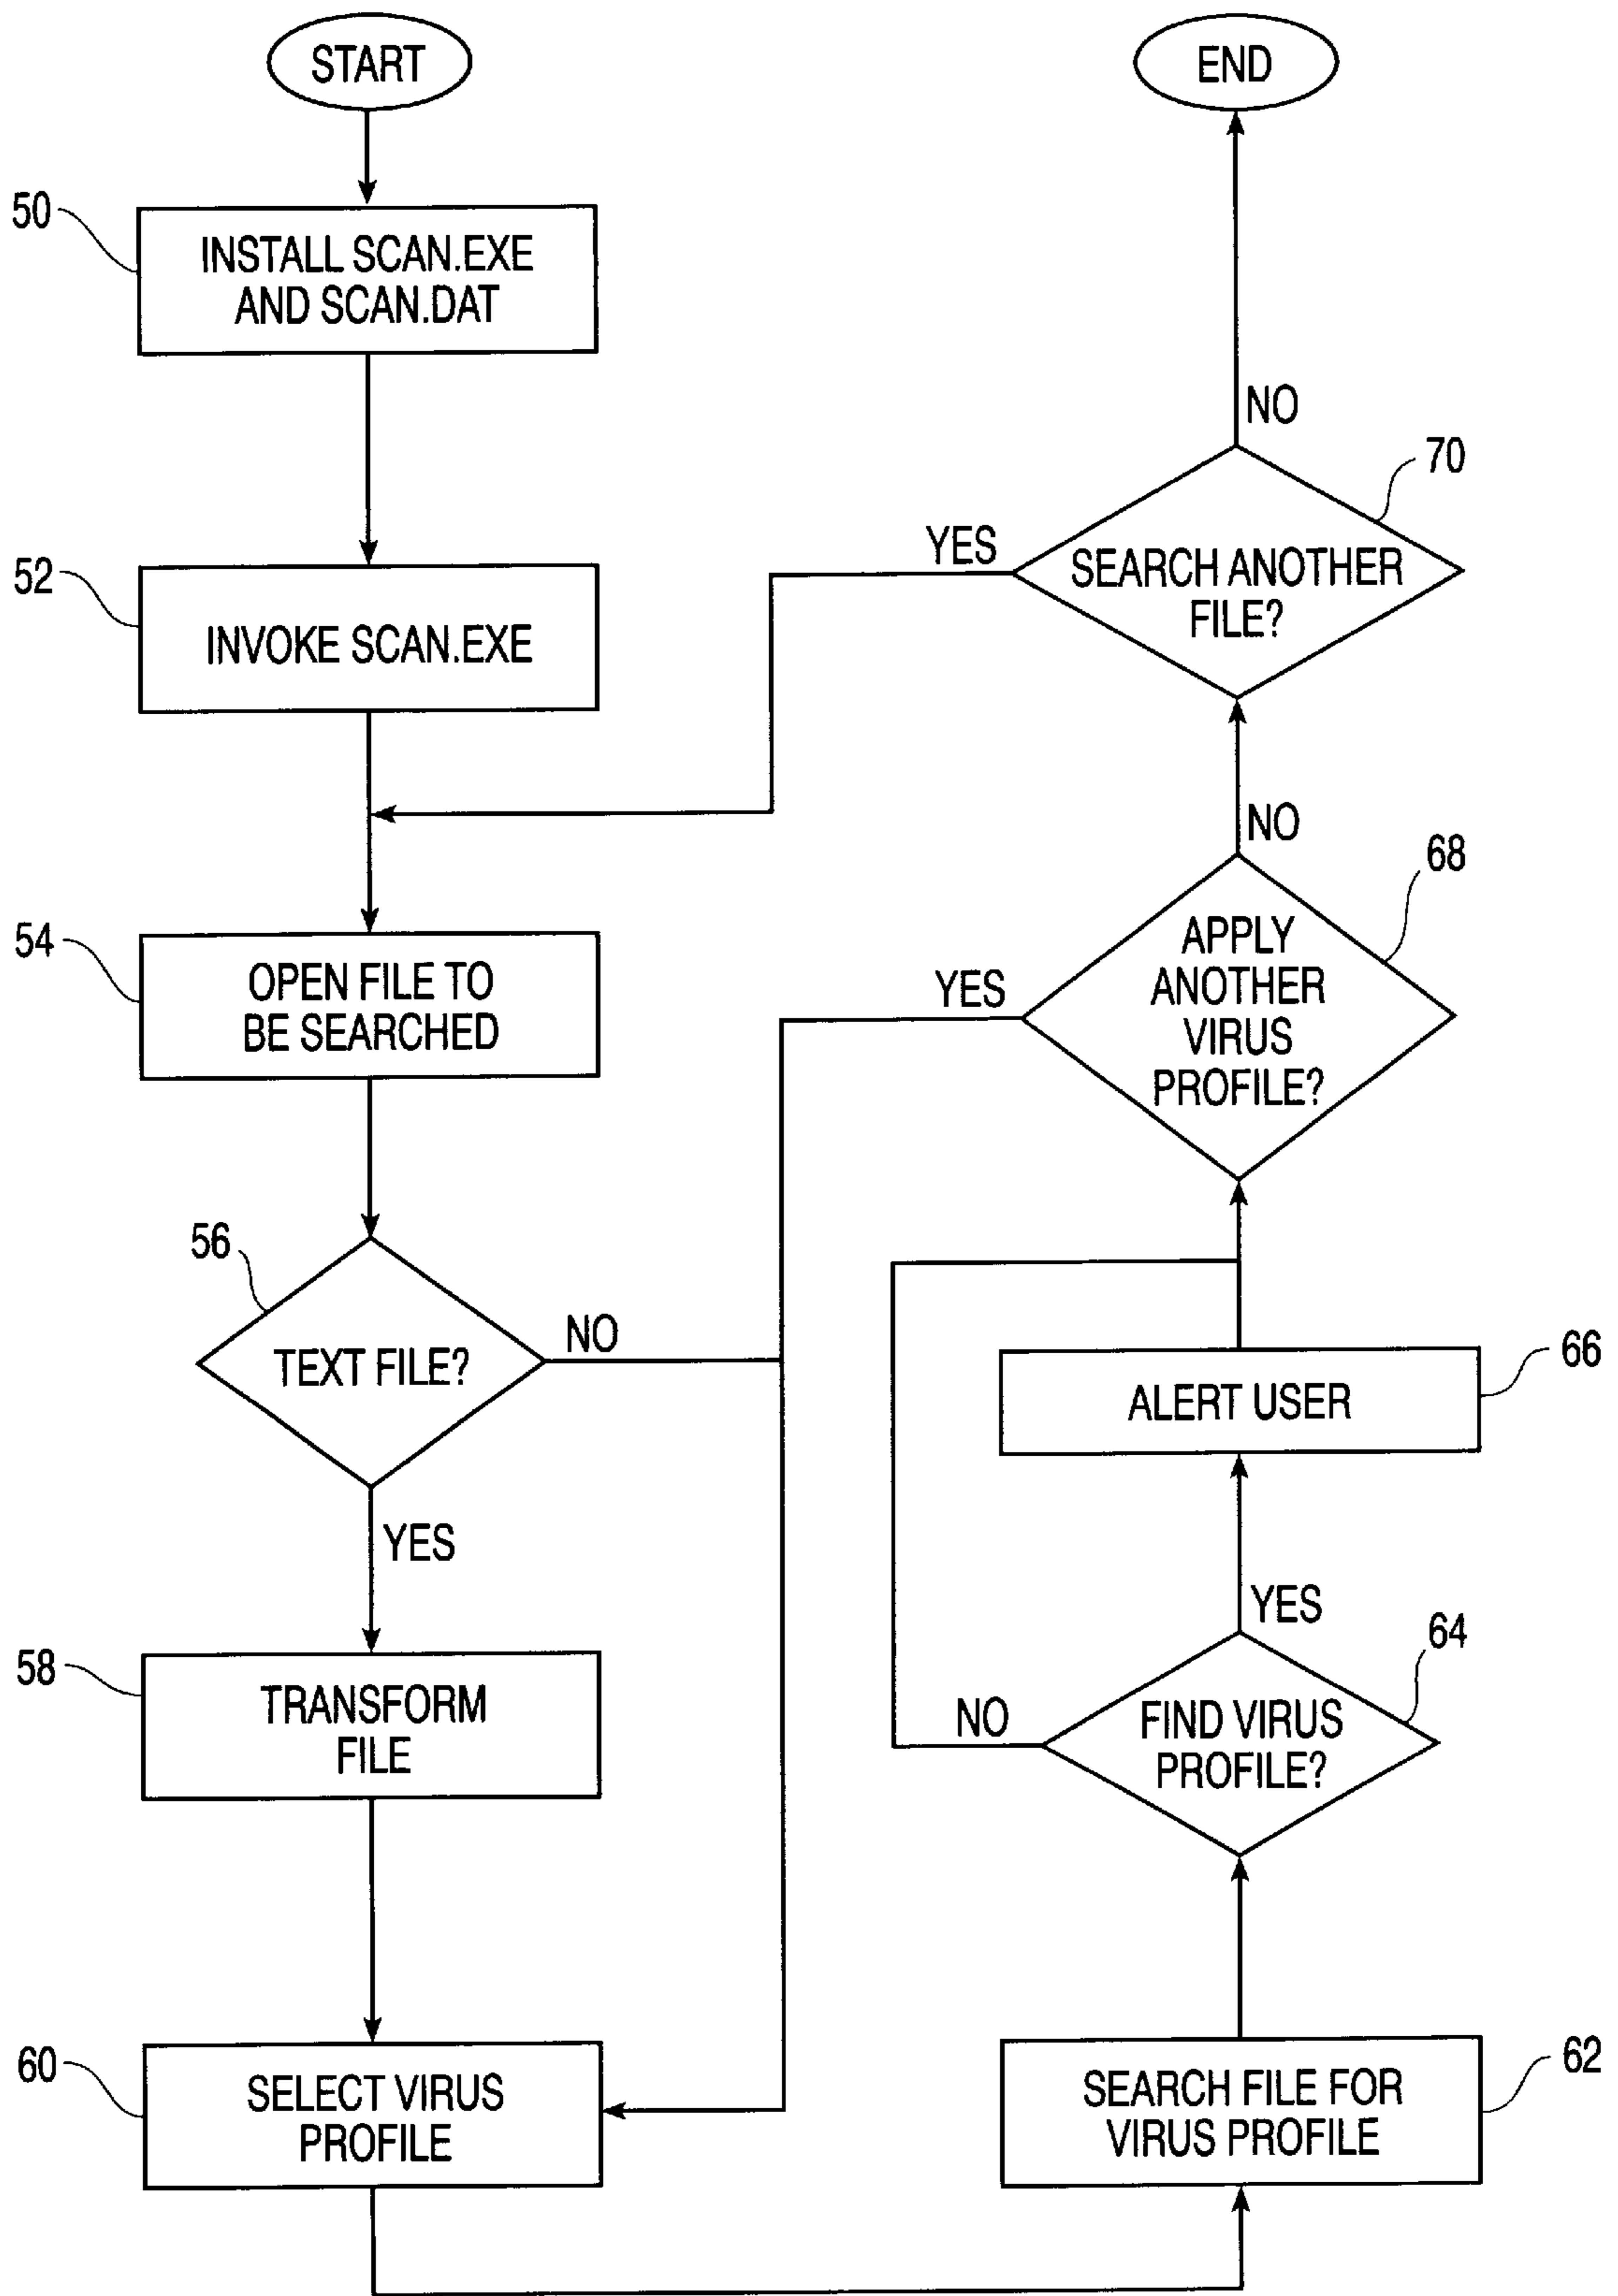 START
50
INSTALL SCAN.EXE
AND SCAN.DAT
52
INVOKE SCAN.EXE
54
OPEN FILE TO
BE SEARCHED
56
TEXT FILE?
NO
YES
58
TRANSFORM
FILE
60
SELECT VIRUS
PROFILE
END
NO
70
YES
SEARCH ANOTHER
FILE?
NO
68
YES
APPLY
ANOTHER
VIRUS
PROFILE?
66
ALERT USER
YES
64
NO
FIND VIRUS
PROFILE?
62
SEARCH FILE FOR
VIRUS PROFILE